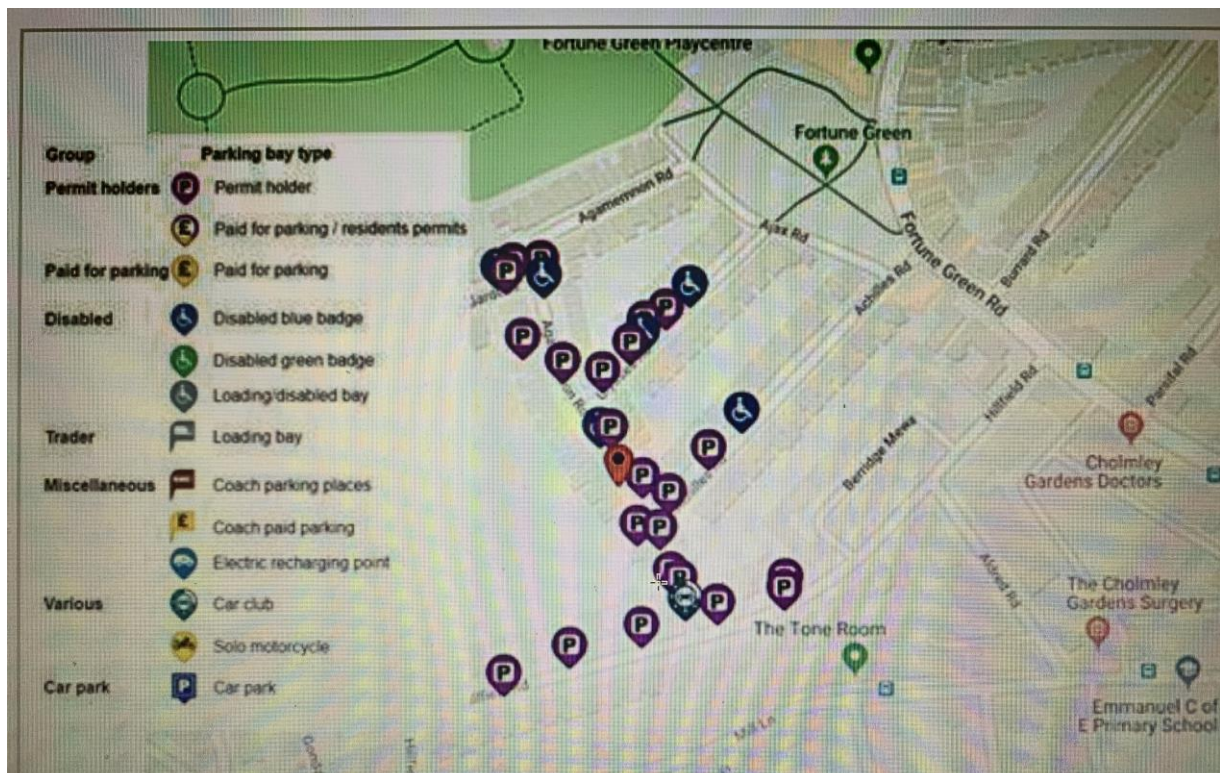 Fortune Green Playcentre
Fortune Green
Group Parking bay type
Permit holders Permit holder
Paid for parking / residents permits
Paid for parking Paid for parking
Disabled Disabled blue badge
Disabled green badge
Loading/disabled bay
Trader Loading bay
Miscellaneous Coach parking places
Coach paid parking
Electric recharging point
Various Car club
Solo motorcycle
Car park Car park
Agamemnon Rd
Ajax Rd
Fortune Green Rd
Burrard Rd
Achilles Rd
Hillfield Rd
Parsifal Rd
Berridge Mews
Cholmley
Gardens Doctors
Aldred Rd
The Cholmley
Gardens Surgery
The Tone Room
Emmanuel C of
E Primary School
Mill Ln